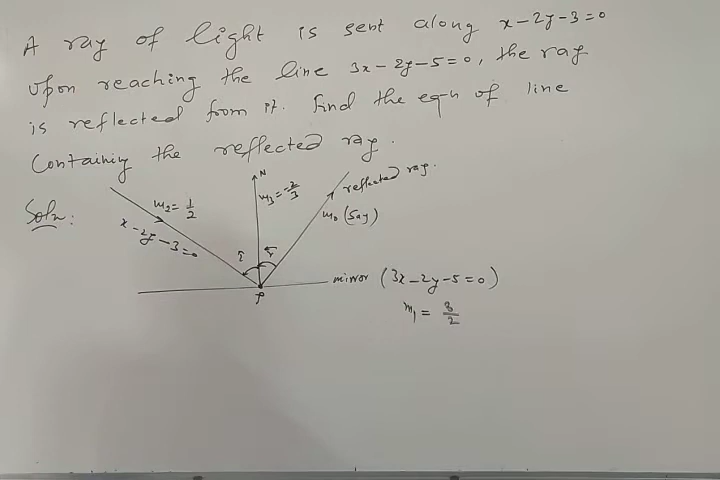 A ray of light is sent along x-2y-3=0
upon reaching the line 3x-2y-5=0, the ray
is reflected from it. find the eq-n of line
Containing the reflected ray.
Soln:
m₂ = 1/2
x-2y-3=0
N
m₃ = -2/3
reflected ray.
m₀ (say)
i
r
P
mirror (3x-2y-5=0)
m₁ = 3/2